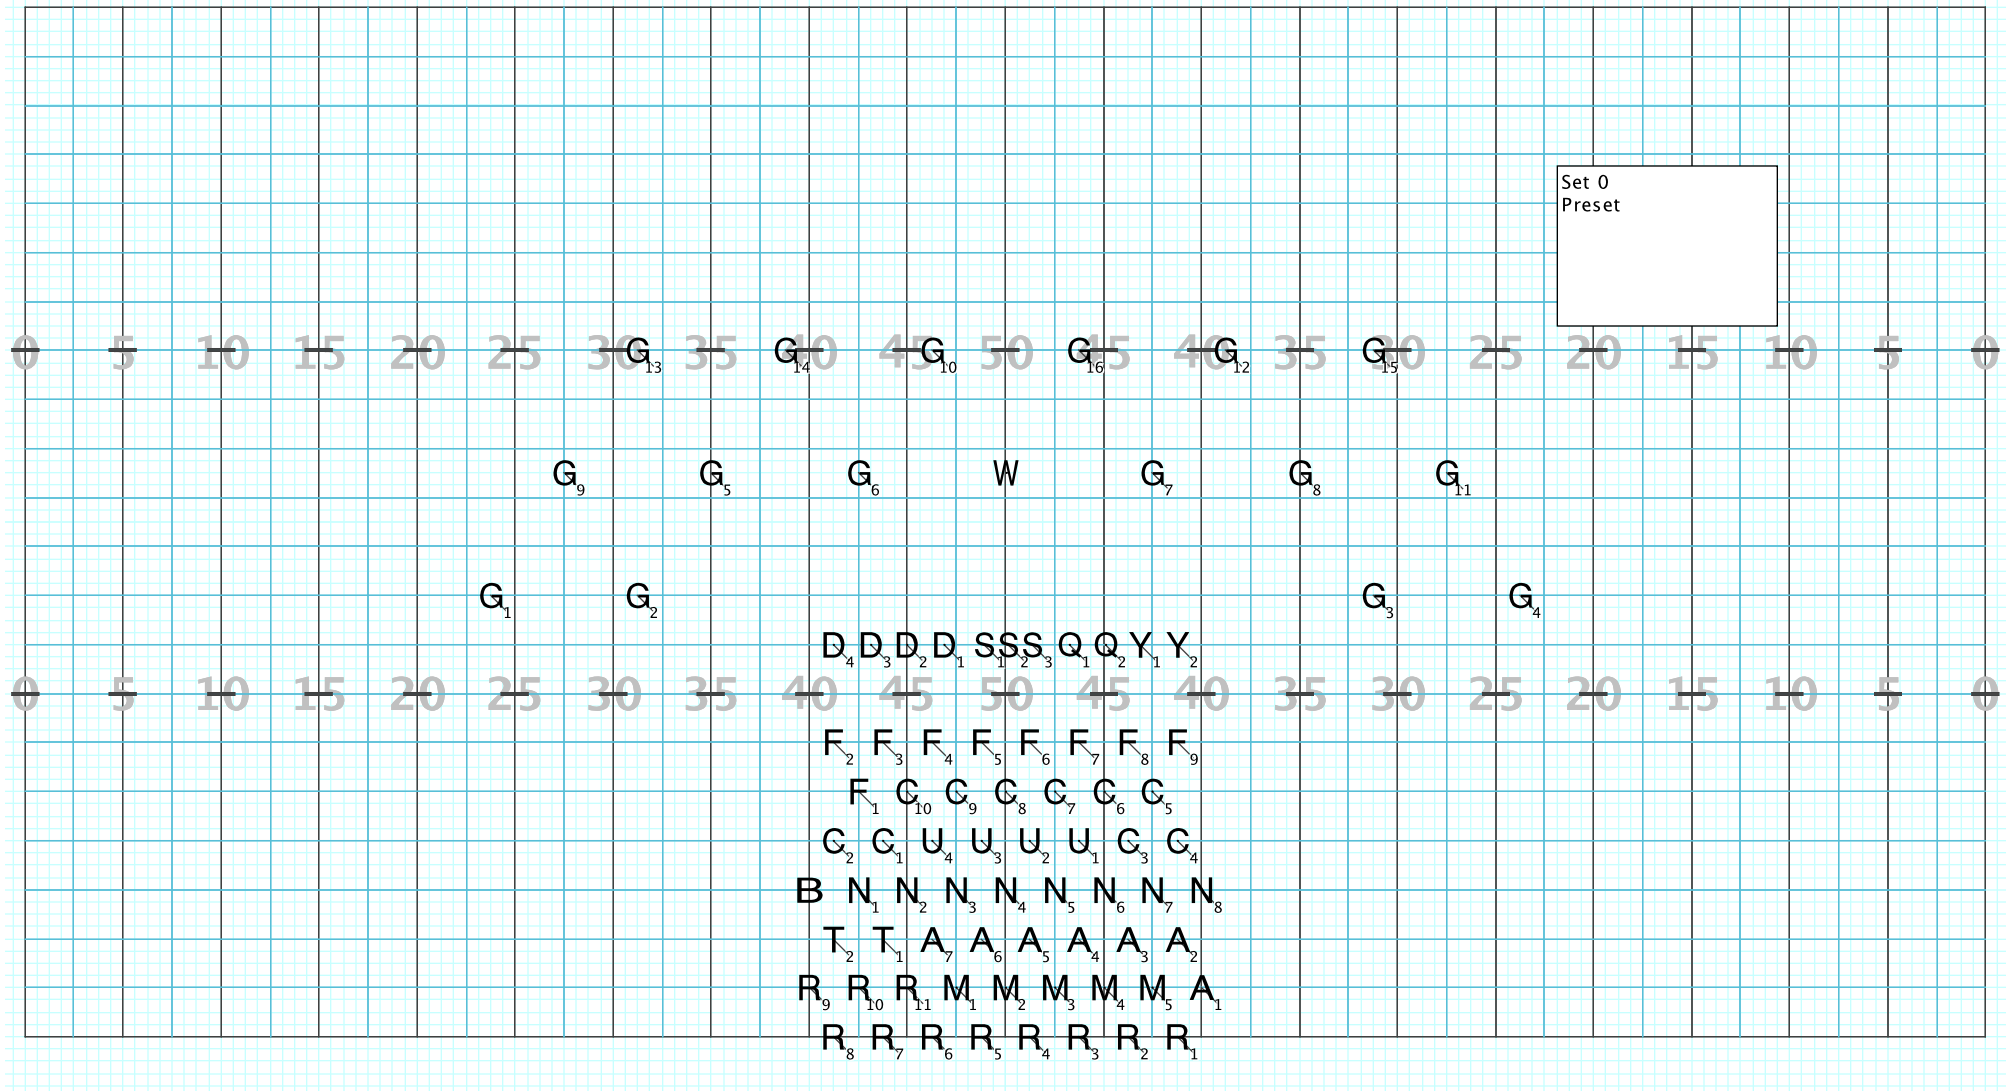 Set 0
Preset
0 5 10 15 20 25 30 35 40 45 50 45 40 35 30 25 20 15 10 5 0
G13 G14 G10 G16 G12 G15
G9 G5 G6 W G7 G8 G11
G1 G2 G3 G4
D4 D3 D2 D1 S1 S2 S3 Q1 Q2 Y1 Y2
0 5 10 15 20 25 30 35 40 45 50 45 40 35 30 25 20 15 10 5 0
F2 F3 F4 F5 F6 F7 F8 F9
F1 C10 C9 C8 C7 C6 C5
C2 C1 U4 U3 U2 U1 C3 C4
B N1 N2 N3 N4 N5 N6 N7 N8
T2 T1 A7 A6 A5 A4 A3 A2
R9 R10 R11 M1 M2 M3 M4 M5 A1
R8 R7 R6 R5 R4 R3 R2 R1